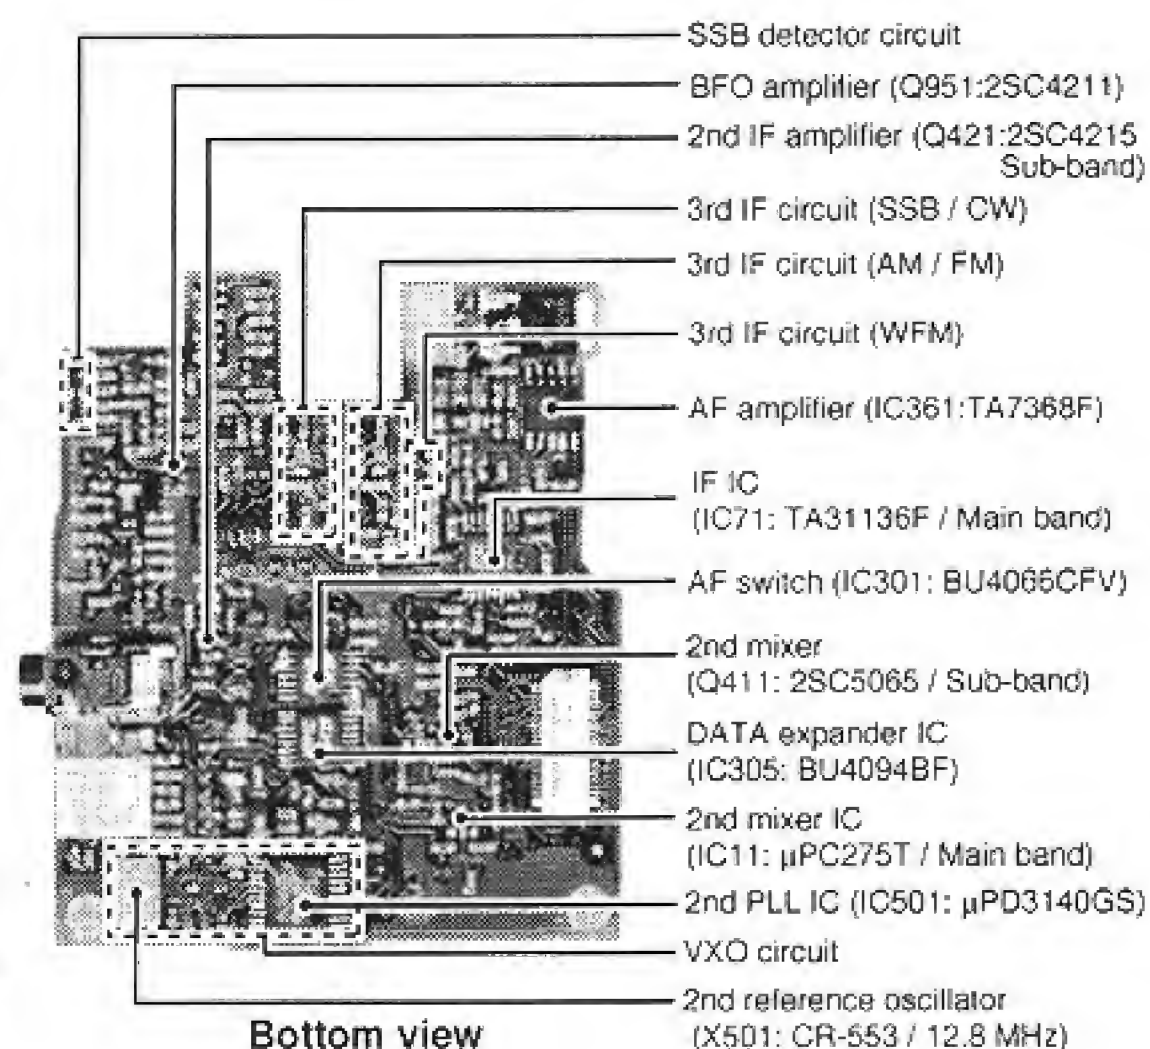 SSB detector circuit
BFO amplifier (Q951:2SC4211)
2nd IF amplifier (Q421:2SC4215
Sub-band)
3rd IF circuit (SSB / CW)
3rd IF circuit (AM / FM)
3rd IF circuit (WFM)
AF amplifier (IC361:TA7368F)
IF IC
(IC71: TA31136F / Main band)
AF switch (IC301: BU4066CFV)
2nd mixer
(Q411: 2SC5065 / Sub-band)
DATA expander IC
(IC305: BU4094BF)
2nd mixer IC
(IC11: µPC275T / Main band)
2nd PLL IC (IC501: µPD3140GS)
VXO circuit
2nd reference oscillator
(X501: CR-553 / 12.8 MHz)
Bottom view